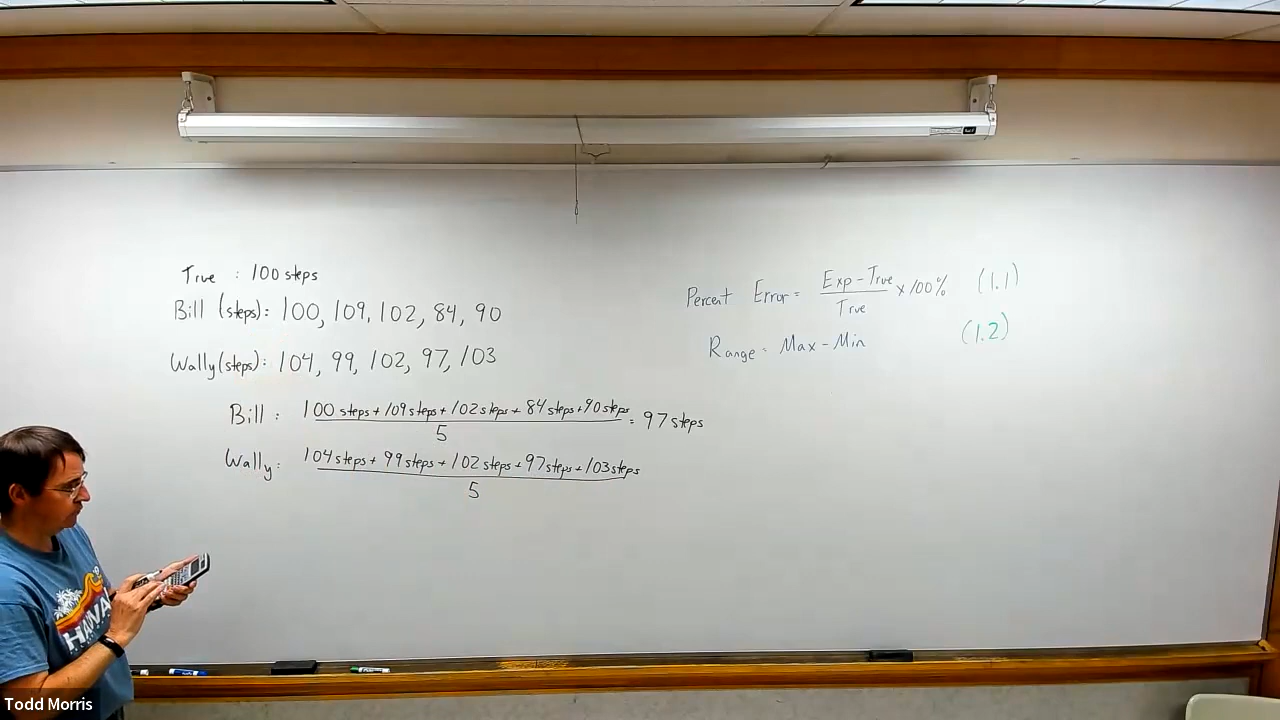 True : 100 steps
Bill (steps): 100, 109, 102, 84, 90
Wally (steps): 104, 99, 102, 97, 103
Bill : 100 steps + 109 steps + 102 steps + 84 steps + 90 steps
5
= 97 steps
Wally: 104 steps + 99 steps + 102 steps + 97 steps + 103 steps
5
Percent Error = Exp - True
True
x 100% (1.1)
Range = Max - Min (1.2)
HAWA
Todd Morris